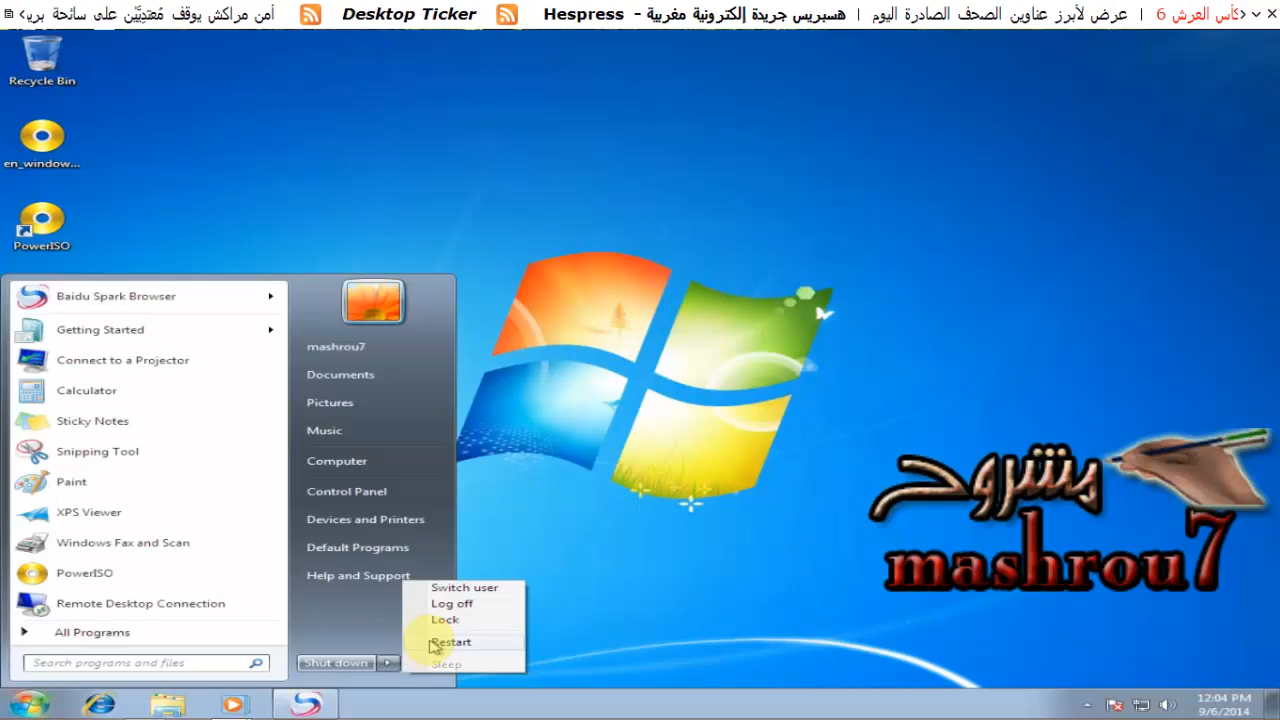 أمن مراكش يوقف مُعتدِيَيْن على سائحة بري Desktop Ticker Hespress - هسبريس جريدة إلكترونية مغربية | عرض لأبرز عناوين الصحف الصادرة اليوم | كأس العرش 6
Recycle Bin
en_window...
PowerISO
Baidu Spark Browser
Getting Started
Connect to a Projector
Calculator
Sticky Notes
Snipping Tool
Paint
XPS Viewer
Windows Fax and Scan
PowerISO
Remote Desktop Connection
All Programs
Search programs and files
mashrou7
Documents
Pictures
Music
Computer
Control Panel
Devices and Printers
Default Programs
Help and Support
Shut down
Switch user
Log off
Lock
Restart
Sleep
مشروح
mashrou7
12:04 PM
9/6/2014